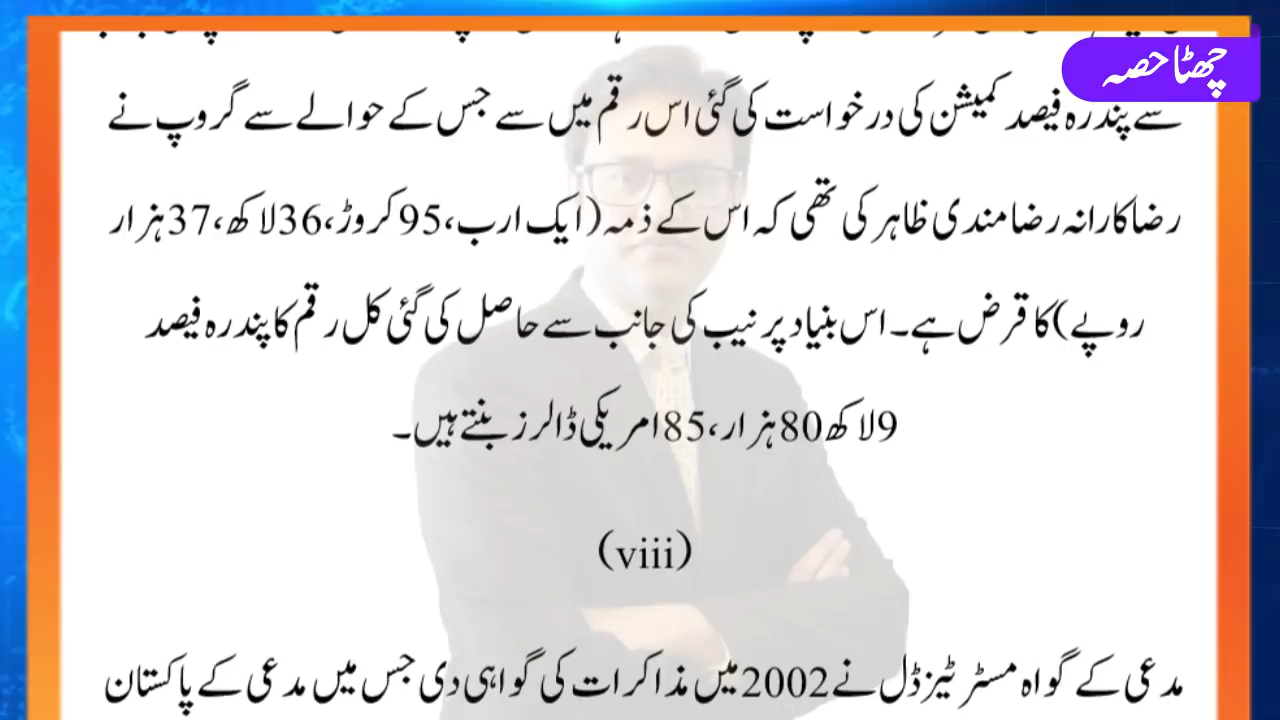 چھٹا حصہ
سے پندرہ فیصد کمیشن کی درخواست کی گئی اس رقم میں سے جس کے حوالے سے گروپ نے
رضاکارانہ رضامندی ظاہر کی تھی کہ اس کے ذمہ (ایک ارب، 95 کروڑ، 36 لاکھ، 37 ہزار
روپے) کا قرض ہے۔ اس بنیاد پر نیب کی جانب سے حاصل کی گئی کل رقم کا پندرہ فیصد
9 لاکھ 80 ہزار، 85 امریکی ڈالرز بنتے ہیں۔
(viii)
مدعی کے گواہ مسٹر ٹیزڈل نے 2002 میں مذاکرات کی گواہی دی جس میں مدعی کے پاکستان